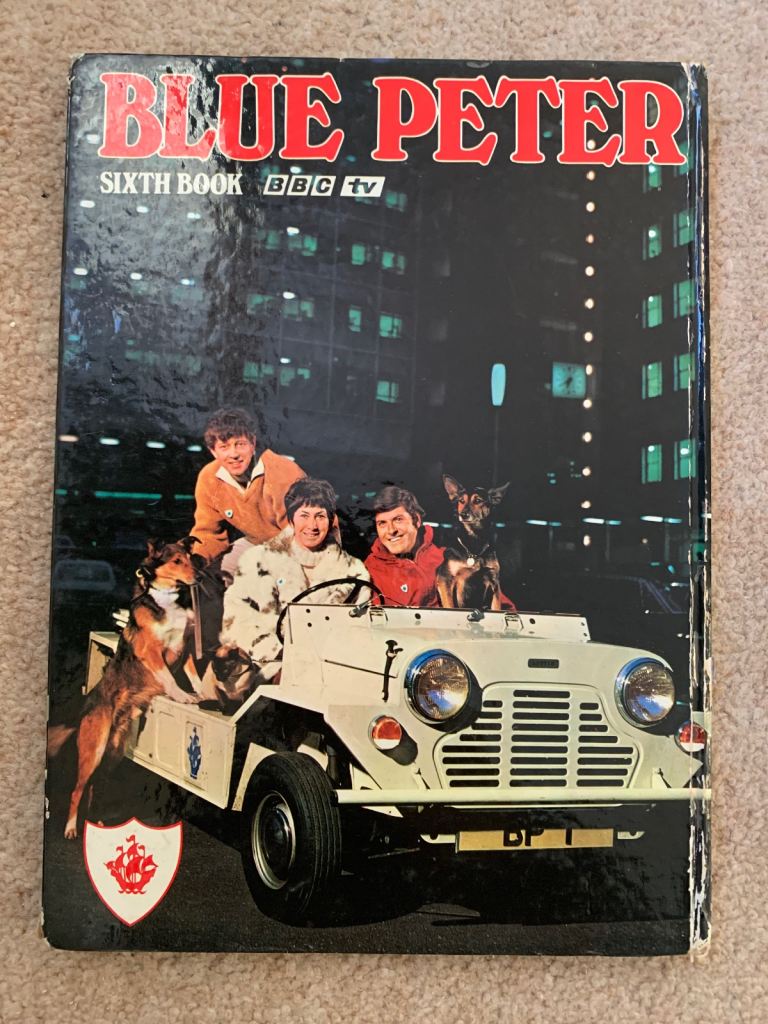 BLUE PETER
SIXTH BOOK BBC tv
BP 1